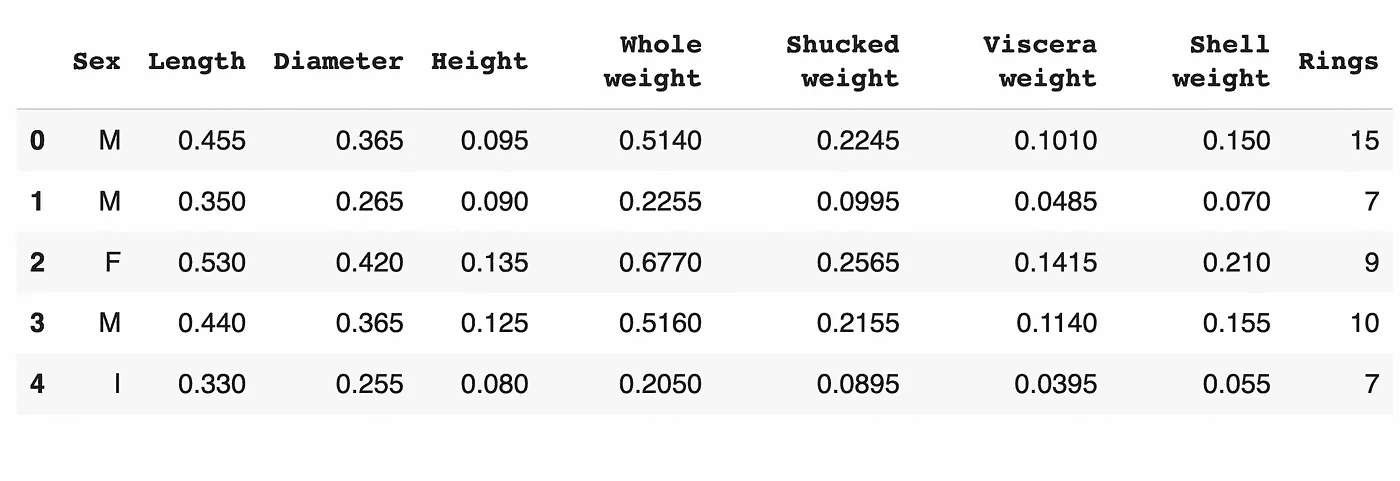 Sex Length Diameter Height Whole weight Shucked weight Viscera weight Shell weight Rings
0 M 0.455 0.365 0.095 0.5140 0.2245 0.1010 0.150 15
1 M 0.350 0.265 0.090 0.2255 0.0995 0.0485 0.070 7
2 F 0.530 0.420 0.135 0.6770 0.2565 0.1415 0.210 9
3 M 0.440 0.365 0.125 0.5160 0.2155 0.1140 0.155 10
4 I 0.330 0.255 0.080 0.2050 0.0895 0.0395 0.055 7